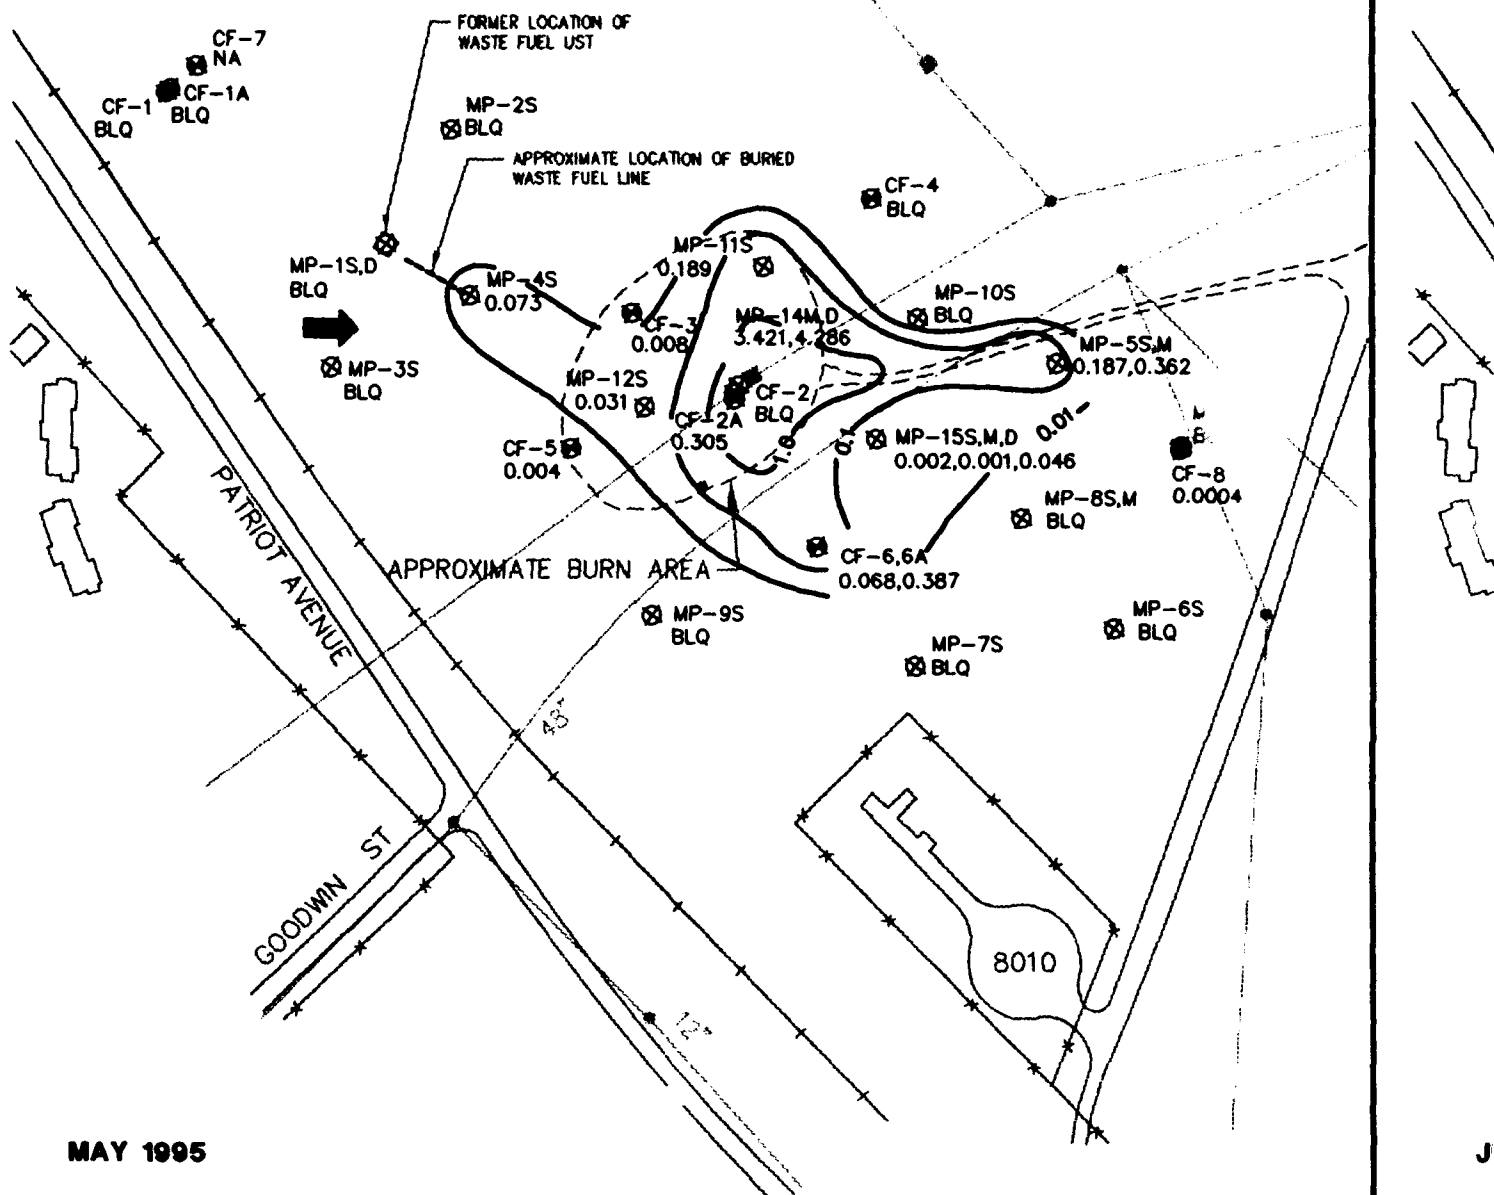 FORMER LOCATION OF
WASTE FUEL UST
CF-7
NA
CF-1A
BLQ
CF-1
BLQ
MP-2S
BLQ
APPROXIMATE LOCATION OF BURIED
WASTE FUEL LINE
CF-4
BLQ
MP-1S,D
BLQ
MP-4S
0.073
MP-11S
0.189
MP-10S
BLQ
CF-3
0.008
MP-14M,D
3.421,4.286
MP-5S,M
0.187,0.362
MP-3S
BLQ
MP-12S
0.031
CF-2
BLQ
CF-2A
0.305
1.0
0.1
0.01
CF-5
0.004
MP-15S,M,D
0.002,0.001,0.046
CF-8
0.0004
MP-8S,M
BLQ
PATRIOT AVENUE
APPROXIMATE BURN AREA
CF-6,6A
0.068,0.387
MP-9S
BLQ
MP-6S
BLQ
MP-7S
BLQ
48"
GOODWIN ST
8010
12"
MAY 1995
J